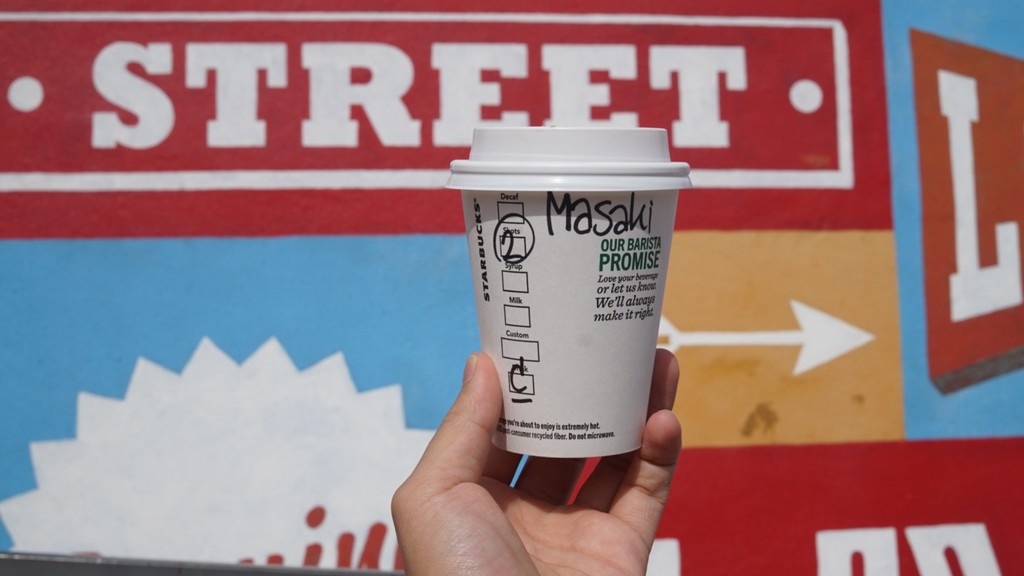 STREET
L
Masaki
STARBUCKS
Decaf
Shots
2
Syrup
Milk
Custom
C
OUR BARISTA
PROMISE
Love your beverage
or let us know.
We'll always
make it right.
you're about to enjoy is extremely hot.
post-consumer recycled fiber. Do not microwave.